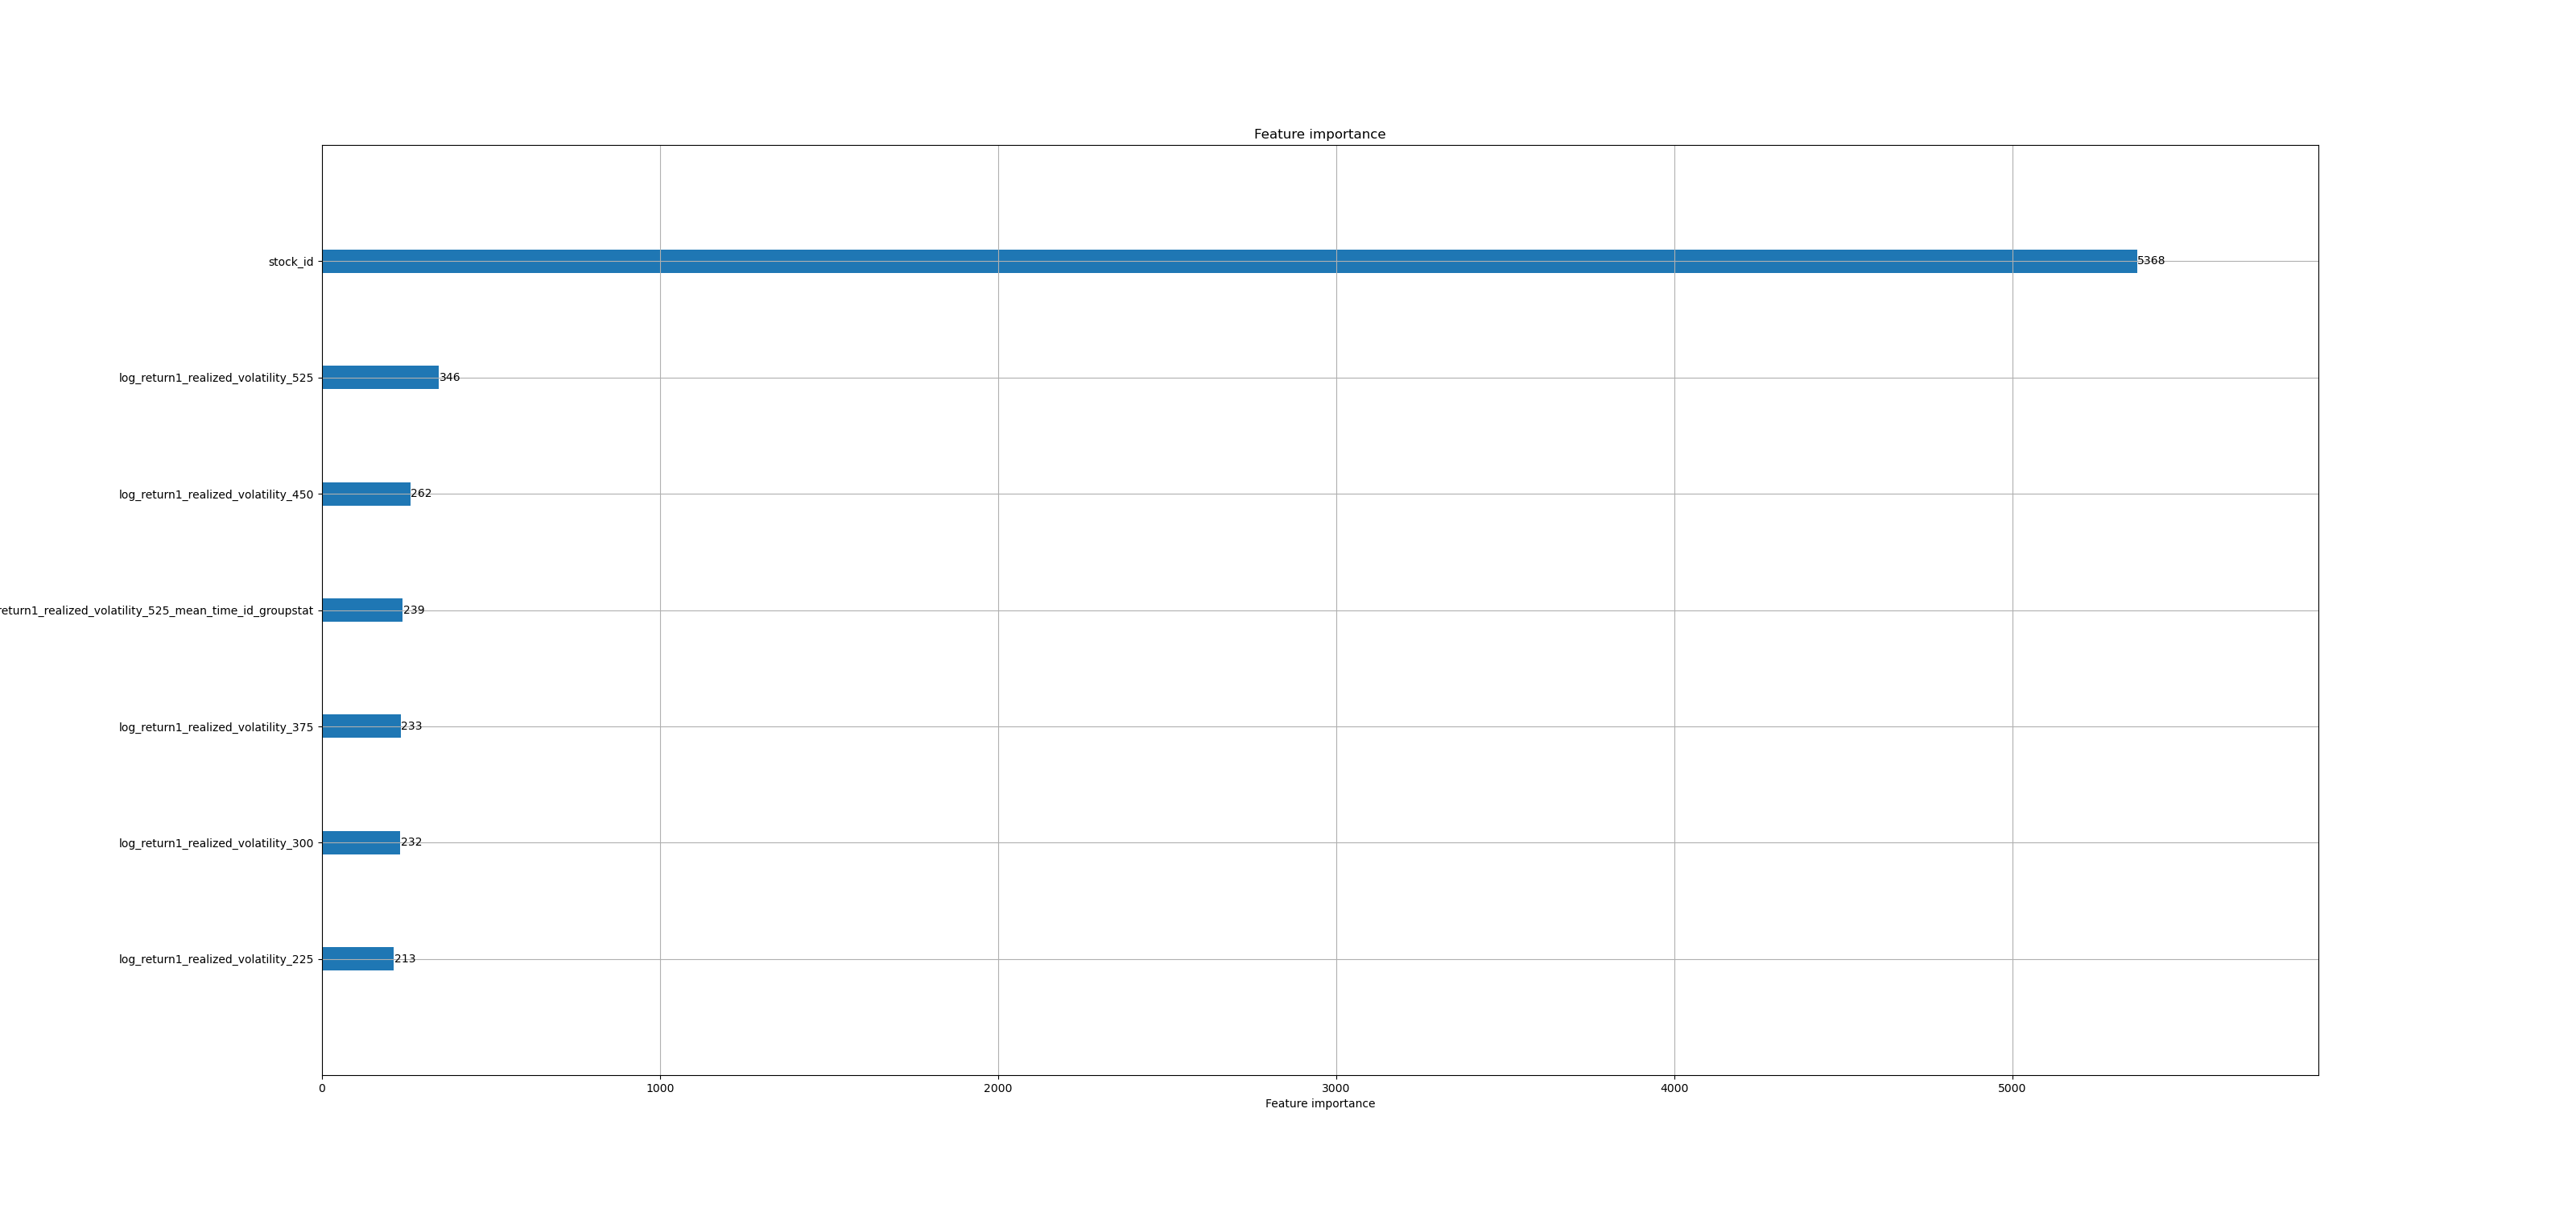 Feature importance
stock_id
5368
log_return1_realized_volatility_525
346
log_return1_realized_volatility_450
262
return1_realized_volatility_525_mean_time_id_groupstat
239
log_return1_realized_volatility_375
233
log_return1_realized_volatility_300
232
log_return1_realized_volatility_225
213
0 1000 2000 3000 4000 5000
Feature importance